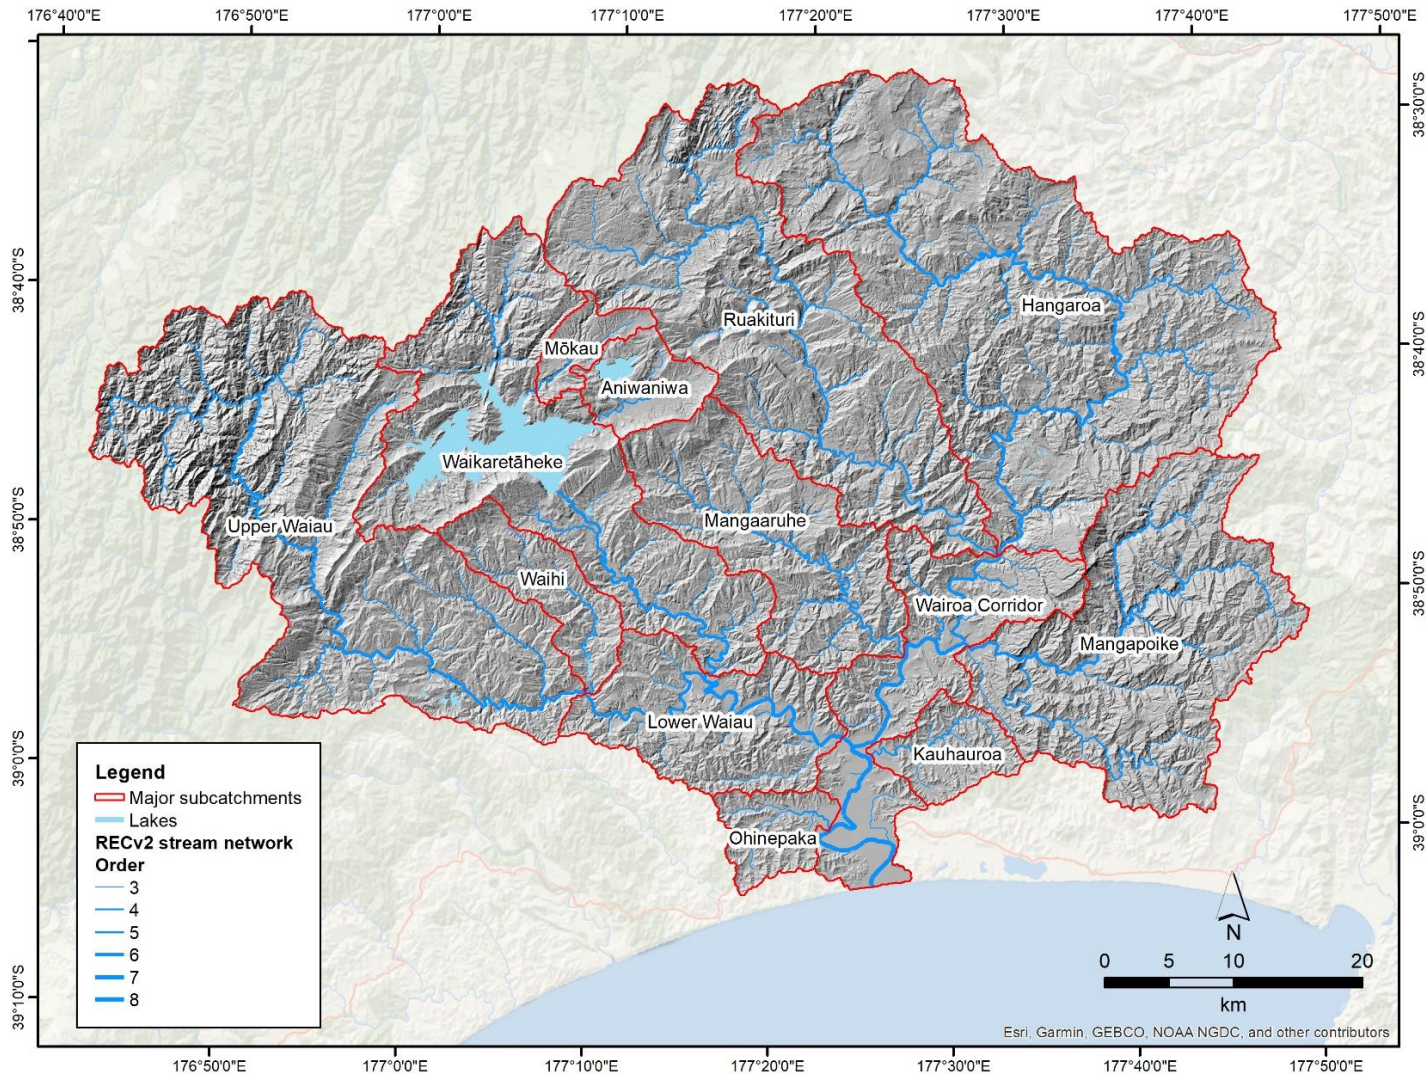 176°40'0"E 176°50'0"E 177°0'0"E 177°10'0"E 177°20'0"E 177°30'0"E 177°40'0"E 177°50'0"E
38°30'0"S
38°40'0"S
38°40'0"S
38°50'0"S
38°50'0"S
39°0'0"S
39°0'0"S
39°10'0"S
Hangaroa
Ruakituri
Mōkau
Aniwaniwa
Waikaretāheke
Upper Waiau
Mangaaruhe
Waihi
Wairoa Corridor
Mangapoike
Lower Waiau
Kauhauroa
Ohinepaka
Legend
Major subcatchments
Lakes
RECv2 stream network
Order
3
4
5
6
7
8
N
0 5 10 20
km
Esri, Garmin, GEBCO, NOAA NGDC, and other contributors
176°50'0"E 177°0'0"E 177°10'0"E 177°20'0"E 177°30'0"E 177°40'0"E 177°50'0"E